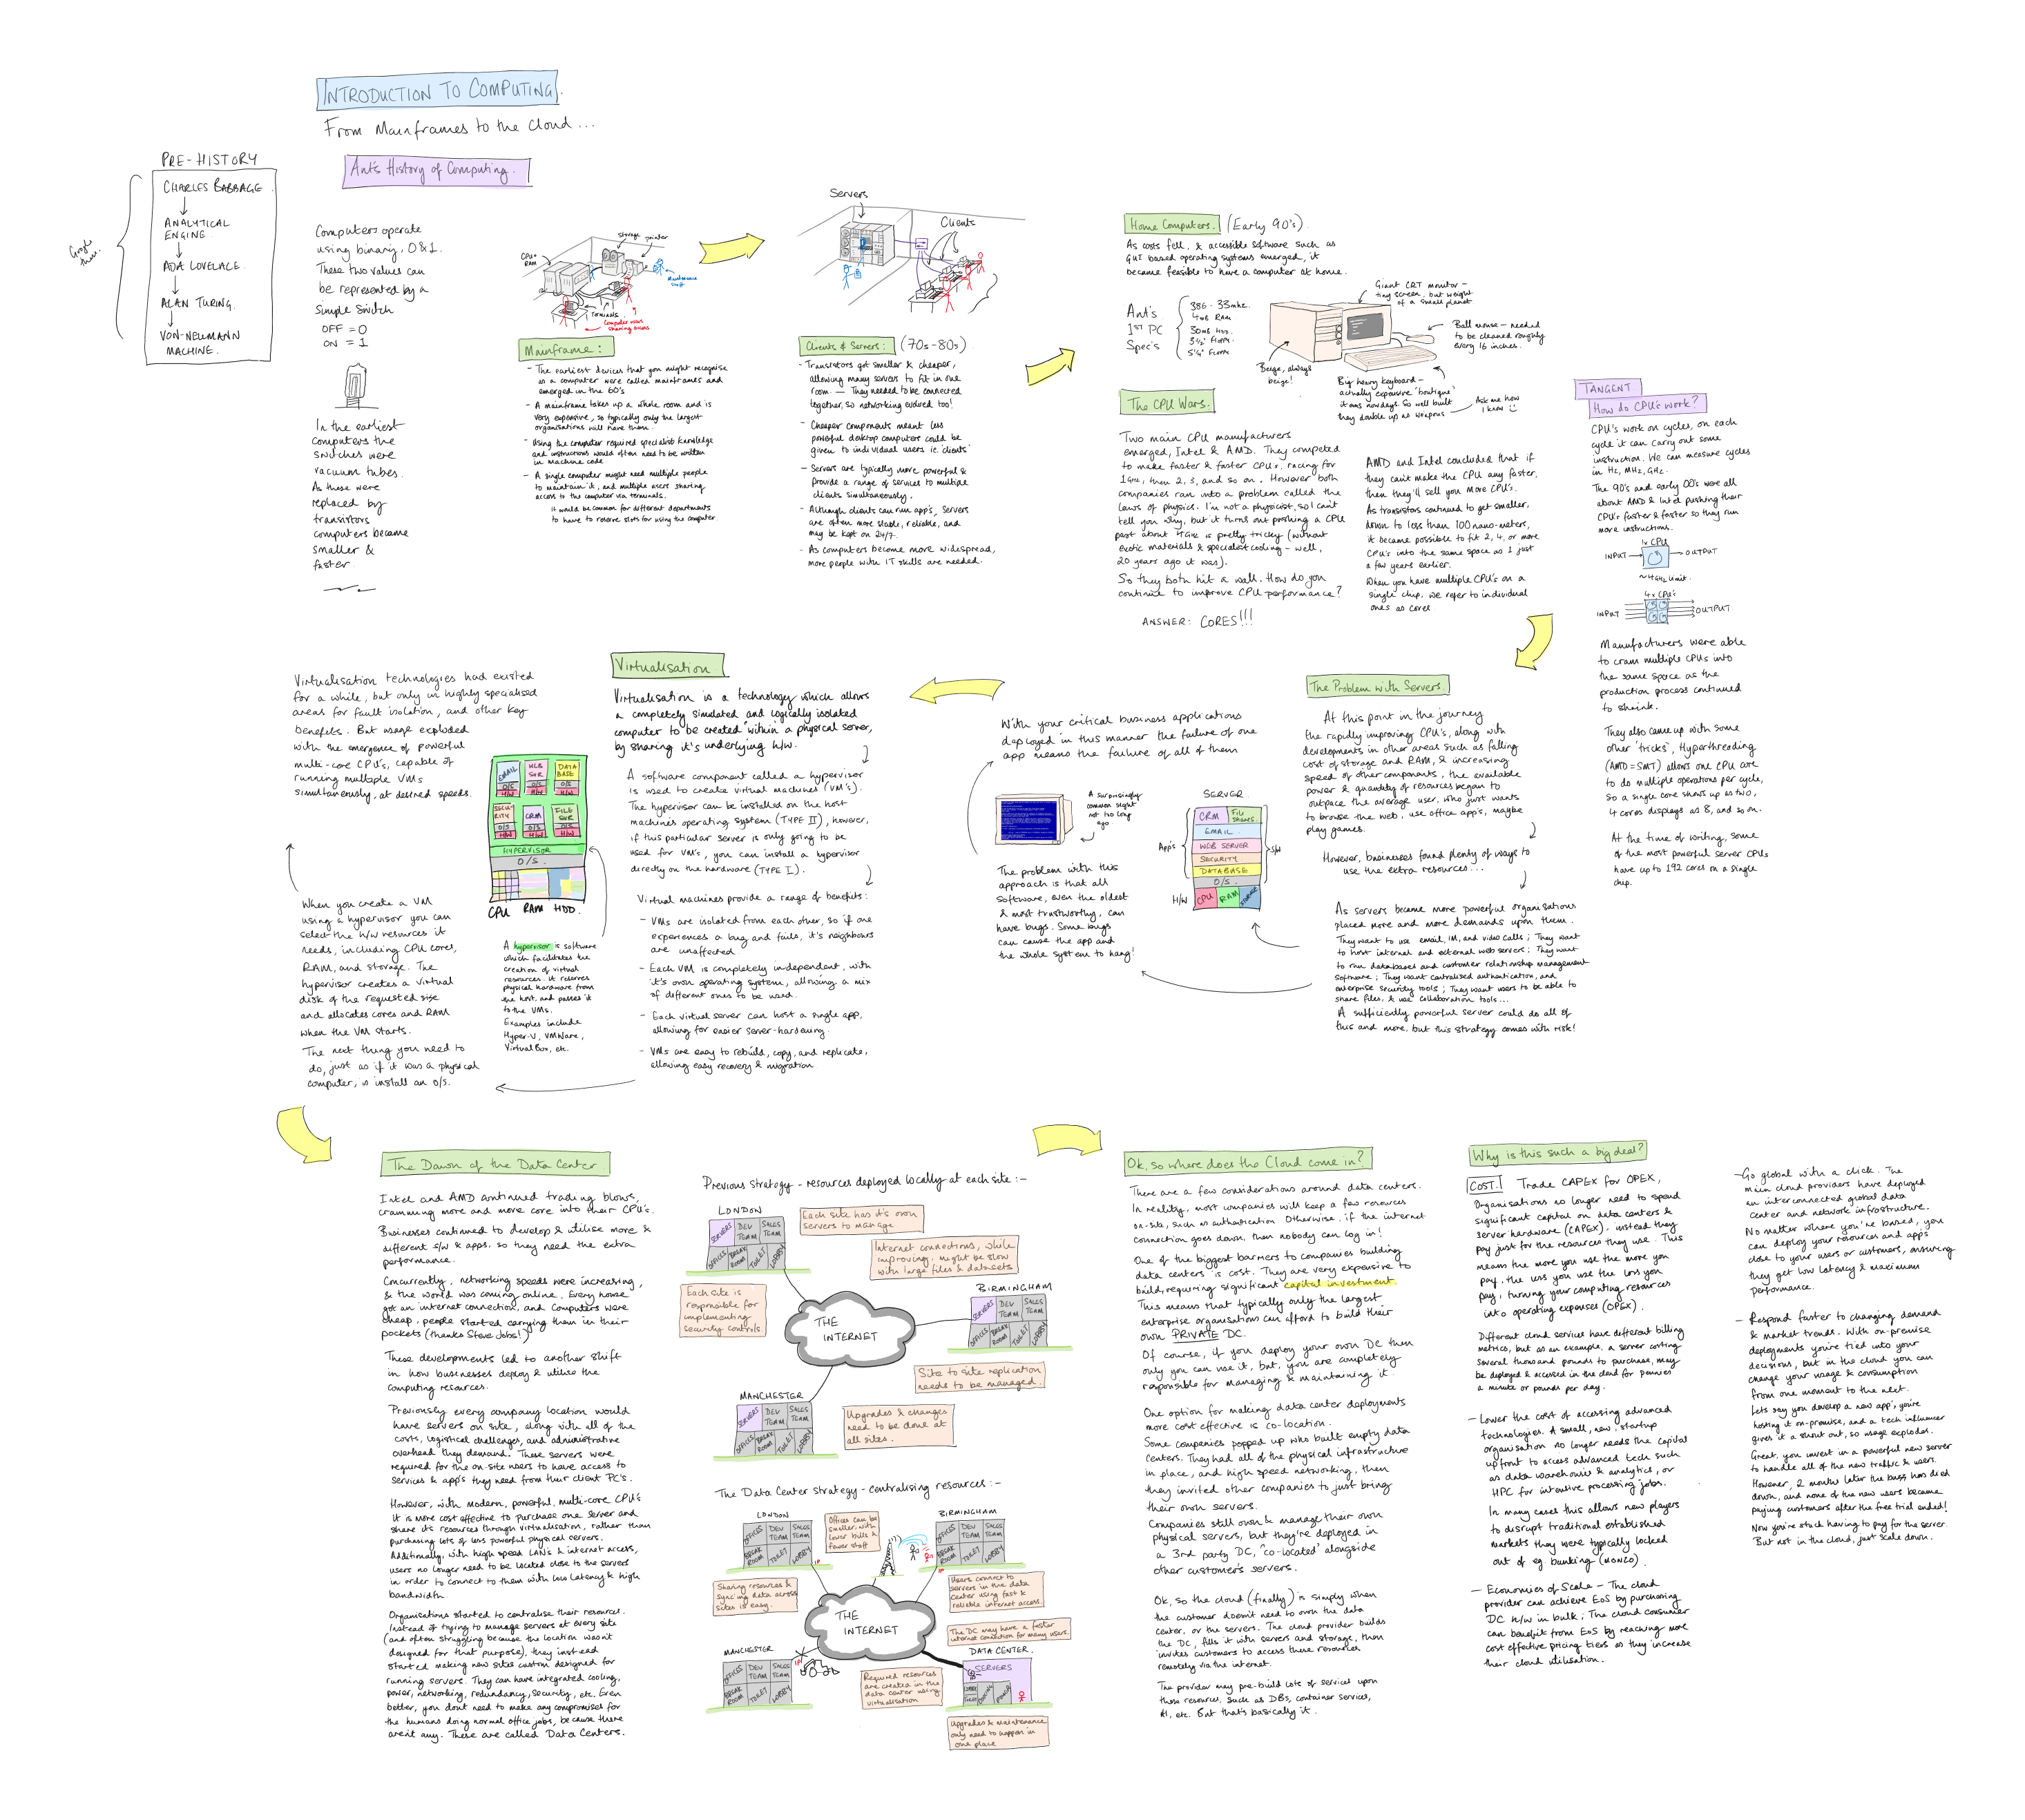 INTRODUCTION TO COMPUTING.
From Mainframes to the Cloud...
Ant's History of Computing.
PRE-HISTORY
CHARLES BABBAGE.
ANALYTICAL
ENGINE
ADA LOVELACE.
ALAN TURING.
VON-NEUMANN
MACHINE.
Google
them.
Computers operate
using binary, 0 & 1.
These two values can
be represented by a
simple switch
OFF = 0
ON = 1
In the earliest
computers the
switches were
vacuum tubes.
As these were
replaced by
transistors
computers became
smaller &
faster.
CPU+
RAM
storage
printer
Maintenance
staff
Terminals
Computer users
sharing access
Mainframe:
- The earliest devices that you might recognise
as a computer were called mainframes and
emerged in the 60's
- A mainframe takes up a whole room and is
very expensive, so typically only the largest
organisations will have them.
- Using the computer required specialist knowledge
and instructions would often need to be written
in machine code
- A single computer might need multiple people
to maintain it, and multiple users sharing
access to the computer via terminals.
It would be common for different departments
to have to reserve slots for using the computer.
Servers
Clients
Clients & Servers: (70s-80s)
- Transistors got smaller & cheaper,
allowing many servers to fit in one
room. — They needed to be connected
together, so networking evolved too!
- Cheaper components meant less
powerful desktop computers could be
given to individual users ie. 'clients'
- Servers are typically more powerful &
provide a range of services to multiple
clients simultaneously.
- Although clients can run app's, servers
are often more stable, reliable, and
may be kept on 24/7.
- As computers become more widespread,
more people with IT skills are needed.
Home Computers. (Early 90's).
As costs fell, & accessible software such as
GUI based operating systems emerged, it
became feasible to have a computer at home.
Ant's
1ST PC
Spec's
386 - 33mhz.
4mb RAM
30mb HDD.
3½" FLOPPY.
5¼" FLOPPY
Giant CRT monitor -
tiny screen, but weight
of a small planet
Ball mouse - needed
to be cleaned roughly
every 16 inches.
Beige, always
beige!
Big heavy keyboard -
actually expensive 'boutique'
items nowdays. So well built
they double up as weapons
Ask me how
I know
The CPU Wars.
Two main CPU manufacturers
emerged, Intel & AMD. They competed
to make faster & faster CPU's, racing for
1GHz, then 2, 3, and so on. However both
companies ran into a problem called the
laws of physics. I'm not a physicist, so I can't
tell you why, but it turns out pushing a CPU
past about 4GHz is pretty tricky (without
exotic materials & specialist cooling - well,
20 years ago it was).
So they both hit a wall. How do you
continue to improve CPU performance?
ANSWER: CORES!!!
AMD and Intel concluded that if
they can't make the CPU any faster,
then they'll sell you more CPU's.
As transistors continued to get smaller,
down to less than 100 nano-meters,
it became possible to fit 2, 4, or more
CPU's into the same space as 1 just
a few years earlier.
When you have multiple CPU's on a
single chip, we refer to individual
ones as cores
TANGENT
How do CPU's work?
CPU's work on cycles, on each
cycle it can carry out some
instruction. We can measure cycles
in Hz, MHz, GHz.
The 90's and early 00's were all
about AMD & Intel pushing their
CPU's faster & faster so they run
more instructions.
1x CPU
INPUT
OUTPUT
~4GHz Limit.
4x CPU's
INPUT
OUTPUT
Manufacturers were able
to cram multiple CPUs into
the same space as the
production process continued
to shrink.
They also came up with some
other 'tricks', Hyperthreading
(AMD = SMT) allows one CPU core
to do multiple operations per cycle,
So a single core shows up as two,
4 cores displays as 8, and so on.
At the time of writing, some
of the most powerful server CPUs
have up to 192 cores on a single
chip.
The Problem with Servers.
At this point in the journey
the rapidly improving CPU's, along with
developments in other areas such as falling
cost of storage and RAM, & increasing
speed of other components, the available
power & quantity of resources began to
outpace the average user, who just wants
to browse the web, use office app's, maybe
play games.
However, businesses found plenty of ways to
use the extra resources...
As servers became more powerful organisations
placed more and more demands upon them.
They want to use email, IM, and video calls; They want
to host internal and external web servers; They want
to run databases and customer relationship management
software; They want centralised authentication, and
enterprise security tools; They want users to be able to
share files, & use collaboration tools...
A sufficiently powerful server could do all of
this and more, but this strategy comes with risk!
SERVER.
App's
CRM
FILE
SHARES.
EMAIL
WEB SERVER
SECURITY
DATABASE
O/S.
S/W
H/W
CPU
RAM
STORAGE
With your critical business applications
deployed in this manner the failure of one
app means the failure of all of them
A surprisingly
common sight
not too long
ago
The problem with this
approach is that all
software, even the oldest
& most trustworthy, can
have bugs. Some bugs
can cause the app and
the whole system to hang!
Virtualisation
Virtualisation is a technology which allows
a completely simulated and logically isolated
computer to be created within a physical server,
by sharing it's underlying h/w.
A software component called a hypervisor
is used to create virtual machines (VM's).
The hypervisor can be installed on the host
machine's operating system (TYPE II), however,
if this particular server is only going to be
used for VM's, you can install a hypervisor
directly on the hardware (TYPE I).
Virtual machines provide a range of benefits:
- VMs are isolated from each other, so if one
experiences a bug and fails, it's neighbours
are unaffected
- Each VM is completely independent, with
it's own operating system, allowing a mix
of different ones to be used.
- Each virtual server can host a single app,
allowing for easier server-hardening.
- VMs are easy to rebuild, copy, and replicate,
allowing easy recovery & migration
Virtualisation technologies had existed
for a while, but only in highly specialised
areas for fault isolation, and other key
benefits. But usage exploded
with the emergence of powerful
multi-core CPU's, capable of
running multiple VMs
simultaneously, at desired speeds.
EMAIL
O/S
H/W
WEB
SVR
O/S
H/W
DATA
BASE
O/S
H/W
SECU
RITY
O/S
H/W
CRM
O/S
H/W
FILE
SVR
O/S
H/W
HYPERVISOR
O/S.
CPU RAM HDD.
When you create a VM
using a hypervisor you can
select the h/w resources it
needs, including CPU cores,
RAM, and storage. The
hypervisor creates a virtual
disk of the requested size
and allocates cores and RAM
when the VM starts.
The next thing you need to
do, just as if it was a physical
computer, is install an O/S.
A hypervisor is software
which facilitates the
creation of virtual
resources. It reserves
physical hardware from
the host, and passes it
to the VMs.
Examples include
Hyper-V, VMWare,
VirtualBox, etc.
The Dawn of the Data Center
Intel and AMD continued trading blows,
cramming more and more core into their CPU's.
Businesses continued to develop & utilise more &
different s/w & apps, so they need the extra
performance.
Concurrently, networking speeds were increasing,
& the world was coming online. Every house
got an internet connection, and computers were
cheap, people started carrying them in their
pockets (thanks Steve Jobs!)
These developments led to another shift
in how businesses deploy & utilise the
computing resources.
Previously every company location would
have servers on site, along with all of the
costs, logistical challenges, and administrative
overhead they demand. These servers were
required for the on-site users to have access to
services & app's they need from their client PC's.
However, with modern, powerful, multi-core CPU's
it is more cost effective to purchase one server and
share its resources through virtualisation, rather than
purchasing lots of less powerful physical servers.
Additionally, with high speed LANs & internet access,
users no longer need to be located close to the servers
in order to connect to them with low latency & high
bandwidth
Organisations started to centralise their resources.
Instead of trying to manage servers at every site
(and often struggling because the location wasn't
designed for that purpose), they instead
started making new sites custom designed for
running servers. They can have integrated cooling,
power, networking, redundancy, security, etc. Even
better, you don't need to make any compromises for
the humans doing normal office jobs, because there
aren't any. These are called Data Centers.
Previous strategy - resources deployed locally at each site :-
LONDON
SERVERS
DEV
TEAM
SALES
TEAM
OFFICES
BREAK
ROOM
TOILET
LOBBY
Each site has it's own
servers to manage
Internet connections, while
improving, might be slow
with large files & datasets
Each site is
responsible for
implementing
security controls
THE
INTERNET
BIRMINGHAM
SERVERS
DEV
TEAM
SALES
TEAM
OFFICES
BREAK
ROOM
TOILET
LOBBY
Site to site replication
needs to be managed.
MANCHESTER
SERVERS
DEV
TEAM
SALES
TEAM
OFFICES
BREAK
ROOM
TOILET
LOBBY
Upgrades & changes
need to be done at
all sites.
The Data Center strategy - centralising resources :-
LONDON
OFFICES
DEV
TEAM
SALES
TEAM
BREAK
ROOM
TOILET
LOBBY
Offices can be
smaller, with
lower bills &
fewer staff
BIRMINGHAM
OFFICES
DEV
TEAM
SALES
TEAM
BREAK
ROOM
TOILET
LOBBY
Sharing resources &
syncing data across
sites is easy.
Users connect to
servers in the data
center using fast &
reliable internet access.
THE
INTERNET
The DC may have a faster
internet connection for many users.
MANCHESTER
OFFICES
DEV
TEAM
SALES
TEAM
BREAK
ROOM
TOILET
LOBBY
Required resources
are created in the
data center using
virtualisation
DATA CENTER.
SERVERS
LOBBY
TOILET
COOLING
POWER
Upgrades & maintenance
only need to happen in
one place
Ok, so where does the Cloud come in?
There are a few considerations around data centers.
In reality, most companies will keep a few resources
on-site, such as authentication. Otherwise, if the internet
connection goes down, then nobody can log in!
One of the biggest barriers to companies building
data centers is cost. They are very expensive to
build, requiring significant capital investment.
This means that typically only the largest
enterprise organisations can afford to build their
own PRIVATE DC.
Of course, if you deploy your own DC then
only you can use it, but, you are completely
responsible for managing & maintaining it.
One option for making data center deployments
more cost effective is co-location.
Some companies popped up who built empty data
centers. They had all of the physical infrastructure
in place, and high speed networking, then
they invited other companies to just bring
their own servers.
Companies still own & manage their own
physical servers, but they're deployed in
a 3rd party DC, 'co-located' alongside
other customer's servers.
Ok, so the cloud (finally) is simply when
the customer doesn't need to own the data
center, or the servers. The cloud provider builds
the DC, fills it with servers and storage, then
invites customers to access these resources
remotely via the internet.
The provider may pre-build lots of services upon
those resources, such as DBs, container services,
AI, etc. But that's basically it.
Why is this such a big deal?
COST! Trade CAPEX for OPEX,
Organisations no longer need to spend
significant capital on data centers &
server hardware (CAPEX), instead they
pay just for the resources they use. This
means the more you use the more you
pay, the less you use the less you
pay, turning your computing resources
into operating expenses (OPEX).
Different cloud services have different billing
metrics, but as an example, a server costing
several thousand pounds to purchase, may
be deployed & accessed in the cloud for pennies
a minute or pounds per day.
- Lower the cost of accessing advanced
technologies. A small, new, startup
organisation no longer needs the capital
upfront to access advanced tech such
as data warehouses & analytics, or
HPC for intensive processing jobs.
In many cases this allows new players
to disrupt traditional established
markets they were typically locked
out of eg banking (MONZO).
- Economies of Scale - The cloud
provider can achieve EoS by purchasing
DC h/w in bulk; The cloud consumer
can benefit from EoS by reaching more
cost effective pricing tiers as they increase
their cloud utilisation.
- Go global with a click. The
main cloud providers have deployed
an interconnected global data
center and network infrastructure.
No matter where you're based, you
can deploy your resources and apps
close to your users or customers, ensuring
they get low latency & maximum
performance.
- Respond faster to changing demand
& market trends. With on-premise
deployments you're tied into your
decisions, but in the cloud you can
change your usage & consumption
from one moment to the next.
Lets say you develop a new app, you're
hosting it on-premise, and a tech influencer
gives it a shout out, so usage explodes.
Great, you invest in a powerful new server
to handle all of the new traffic & users.
However, 2 months later the buzz has died
down, and none of the new users became
paying customers after the free trial ended!
Now you're stuck having to pay for the server.
But not in the cloud, just scale down.